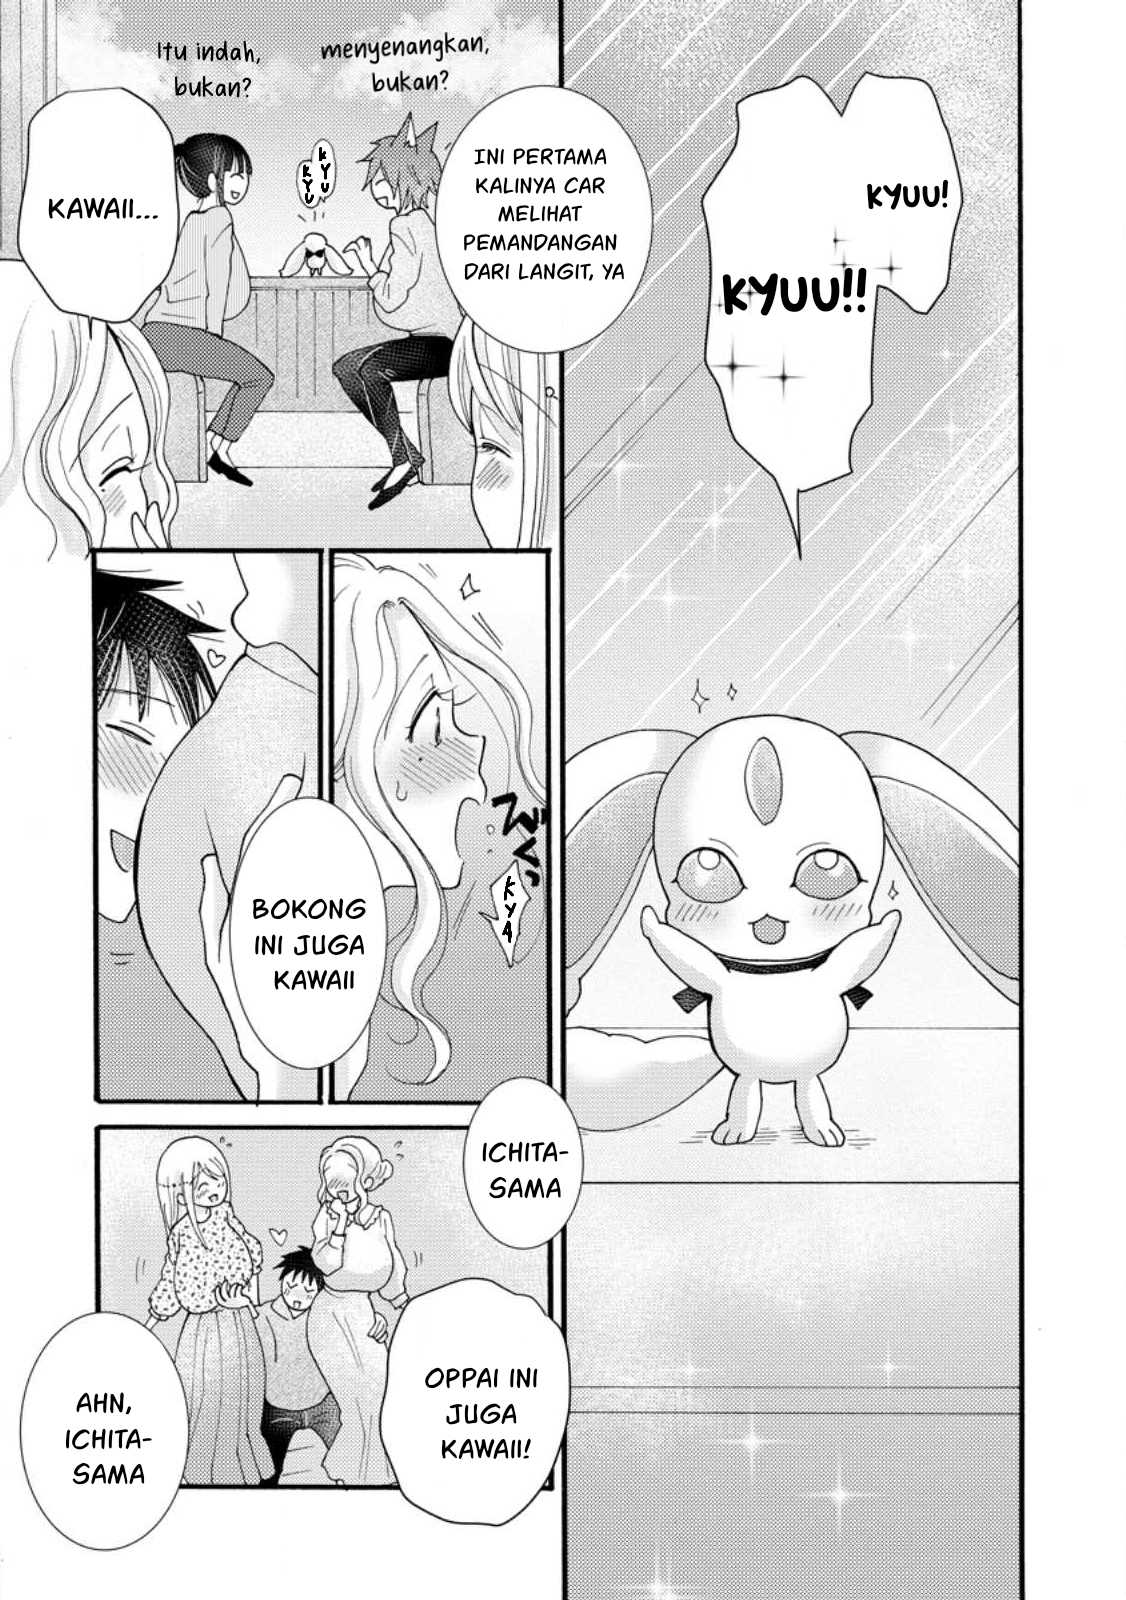 KYUU!
KYUU!!
menyenangkan,
bukan?
Itu indah,
bukan?
INI PERTAMA
KALINYA CAR
MELIHAT
PEMANDANGAN
DARI LANGIT, YA
KYU
KYU
KAWAII...
KYA
BOKONG
INI JUGA
KAWAII
ICHITA-
SAMA
OPPAI INI
JUGA
KAWAII!
AHN,
ICHITA-
SAMA